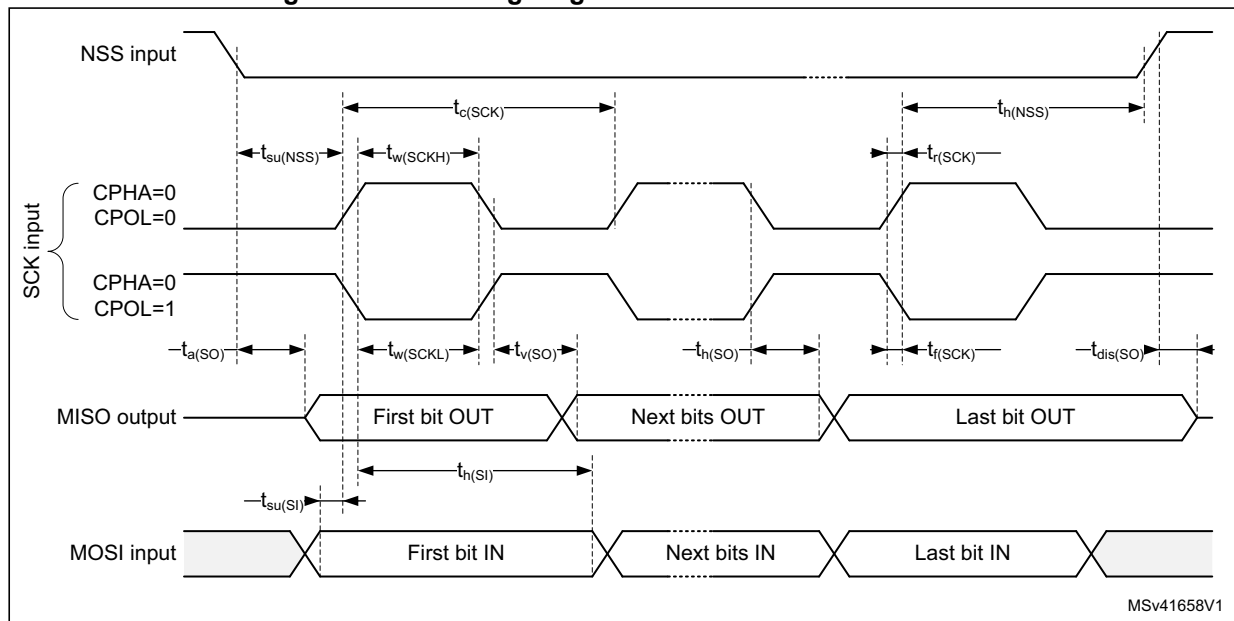 NSS input
tc(SCK)
th(NSS)
tsu(NSS)
tw(SCKH)
tr(SCK)
CPHA=0
CPOL=0
SCK input
CPHA=0
CPOL=1
ta(SO)
tw(SCKL)
tv(SO)
th(SO)
tf(SCK)
tdis(SO)
MISO output
First bit OUT
Next bits OUT
Last bit OUT
th(SI)
tsu(SI)
MOSI input
First bit IN
Next bits IN
Last bit IN
MSv41658V1